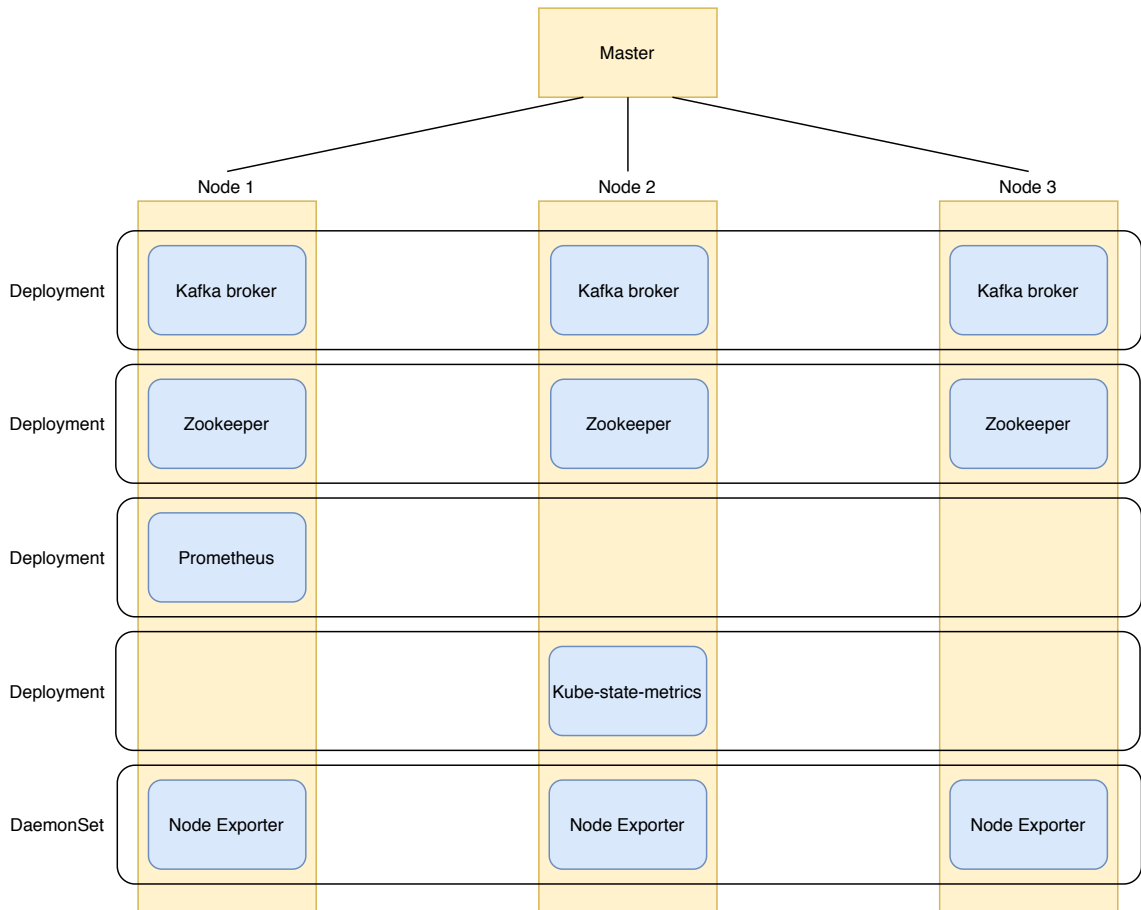 Master
Node 1
Node 2
Node 3
Deployment
Kafka broker
Kafka broker
Kafka broker
Deployment
Zookeeper
Zookeeper
Zookeeper
Deployment
Prometheus
Deployment
Kube-state-metrics
DaemonSet
Node Exporter
Node Exporter
Node Exporter